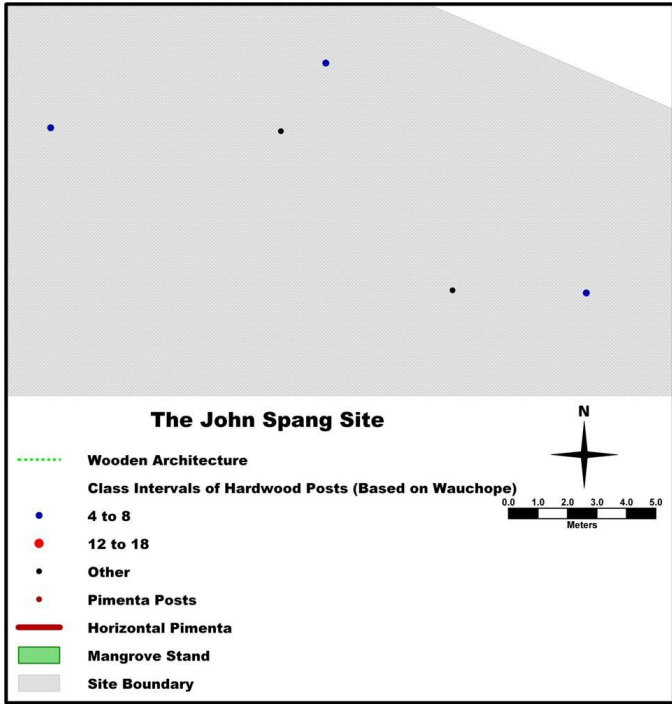 The John Spang Site
N
Wooden Architecture
Class Intervals of Hardwood Posts (Based on Wauchope)
0.0 1.0 2.0 3.0 4.0 5.0
Meters
4 to 8
12 to 18
Other
Pimenta Posts
Horizontal Pimenta
Mangrove Stand
Site Boundary